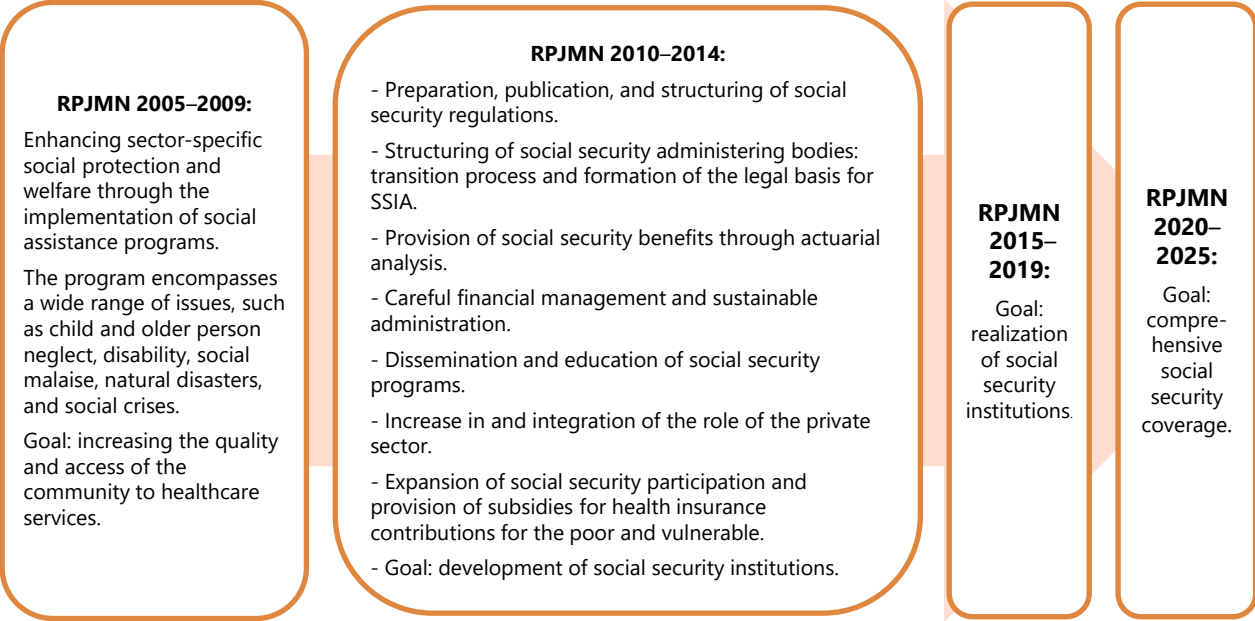 RPJMN 2005–2009:
Enhancing sector-specific
social protection and
welfare through the
implementation of social
assistance programs.
The program encompasses
a wide range of issues, such
as child and older person
neglect, disability, social
malaise, natural disasters,
and social crises.
Goal: increasing the quality
and access of the
community to healthcare
services.
RPJMN 2010–2014:
- Preparation, publication, and structuring of social
security regulations.
- Structuring of social security administering bodies:
transition process and formation of the legal basis for
SSIA.
- Provision of social security benefits through actuarial
analysis.
- Careful financial management and sustainable
administration.
- Dissemination and education of social security
programs.
- Increase in and integration of the role of the private
sector.
- Expansion of social security participation and
provision of subsidies for health insurance
contributions for the poor and vulnerable.
- Goal: development of social security institutions.
RPJMN
2015–
2019:
Goal:
realization
of social
security
institutions.
RPJMN
2020–
2025:
Goal:
compre-
hensive
social
security
coverage.